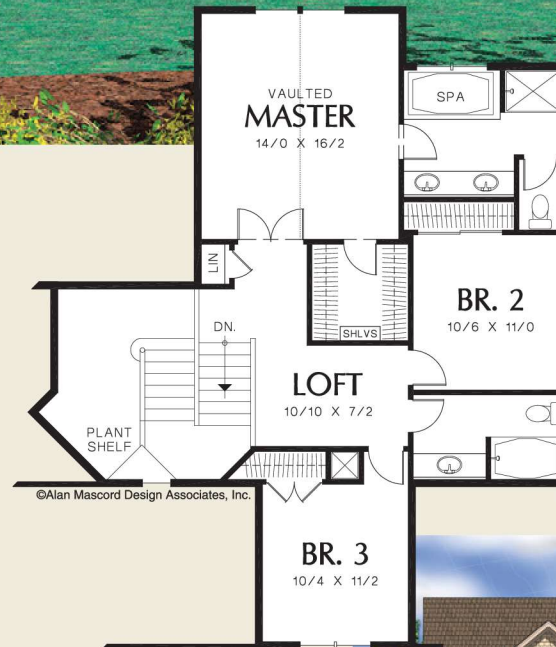 VAULTED
MASTER
14/0 X 16/2
SPA
LIN
SHLVS
BR. 2
10/6 X 11/0
DN.
LOFT
10/10 X 7/2
PLANT
SHELF
©Alan Mascord Design Associates, Inc.
BR. 3
10/4 X 11/2